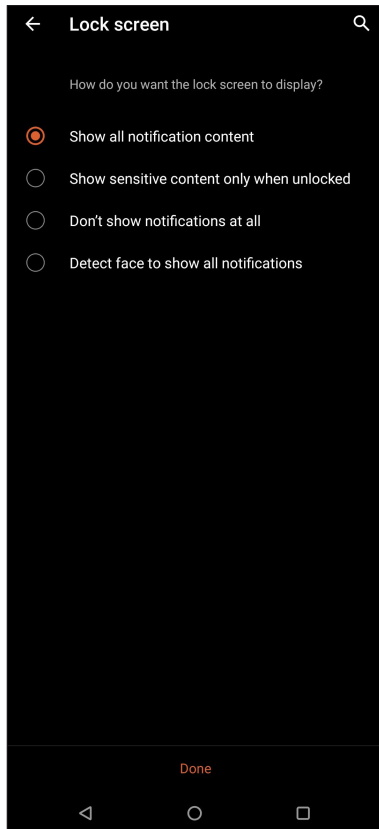 Lock screen
How do you want the lock screen to display?
Show all notification content
Show sensitive content only when unlocked
Don’t show notifications at all
Detect face to show all notifications
Done